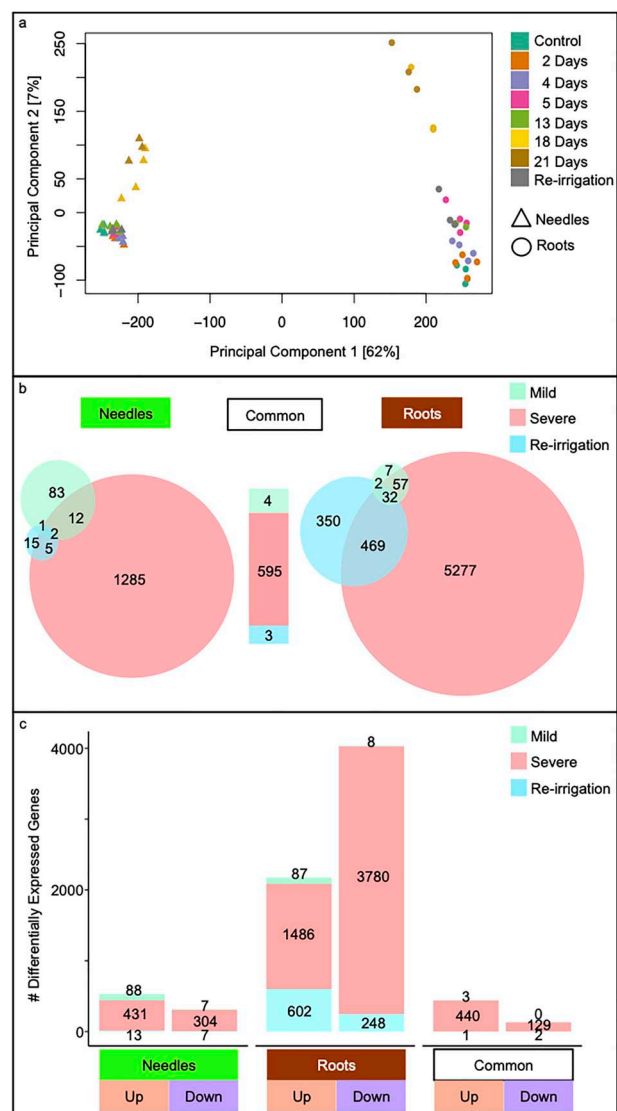 a
Principal Component 2 [7%]
250
150
50
0
−100
−200
−100
0
100
200
Principal Component 1 [62%]
Control
2 Days
4 Days
5 Days
13 Days
18 Days
21 Days
Re-irrigation
Needles
Roots
b
Needles
Common
Roots
Mild
Severe
Re-irrigation
83
12
1
2
15
5
1285
4
595
3
7
2
57
32
350
469
5277
c
Mild
Severe
Re-irrigation
# Differentially Expressed Genes
4000
2000
0
88
431
13
7
304
7
87
1486
602
8
3780
248
3
440
1
0
129
2
Needles
Roots
Common
Up
Down
Up
Down
Up
Down